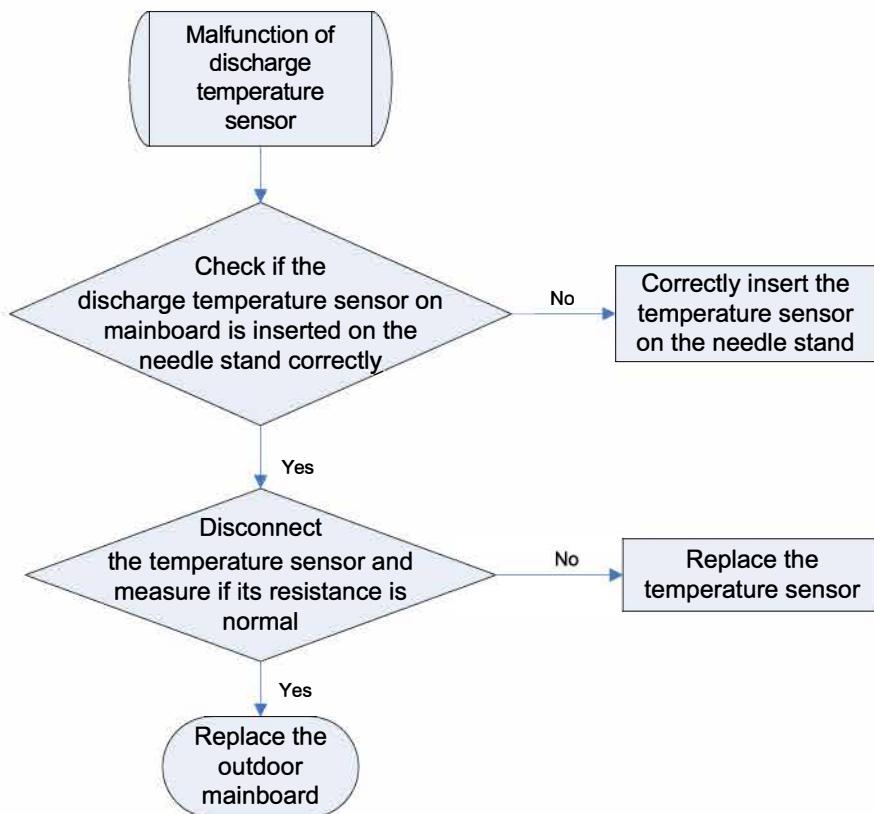 Malfunction of
discharge
temperature
sensor
Check if the
discharge temperature sensor on
mainboard is inserted on the
needle stand correctly
No
Correctly insert the
temperature sensor
on the needle stand
Yes
Disconnect
the temperature sensor and
measure if its resistance is
normal
No
Replace the
temperature sensor
Yes
Replace the
outdoor
mainboard